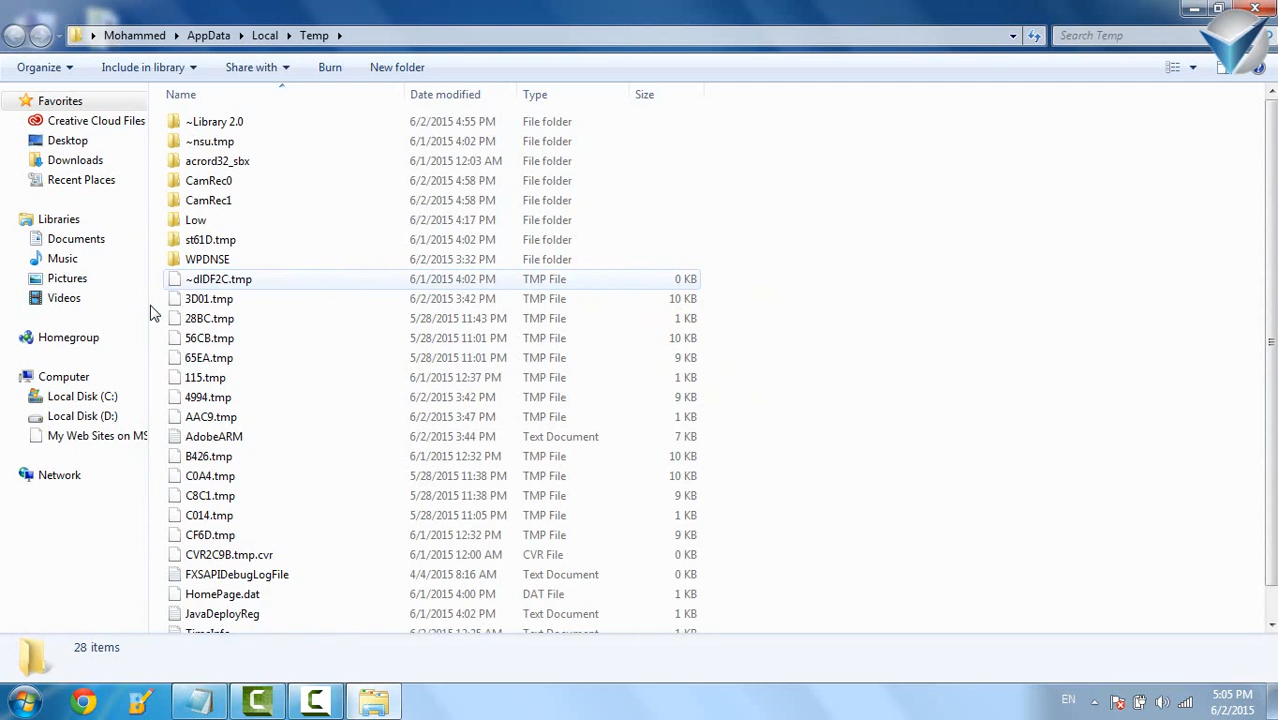 Mohammed AppData Local Temp Search Temp
Organize Include in library Share with Burn New folder
Favorites
Creative Cloud Files
Desktop
Downloads
Recent Places
Libraries
Documents
Music
Pictures
Videos
Homegroup
Computer
Local Disk (C:)
Local Disk (D:)
My Web Sites on MS
Network
Name Date modified Type Size
~Library 2.0 6/2/2015 4:55 PM File folder
~nsu.tmp 6/1/2015 4:02 PM File folder
acrord32_sbx 6/1/2015 12:03 AM File folder
CamRec0 6/2/2015 4:58 PM File folder
CamRec1 6/2/2015 4:58 PM File folder
Low 6/2/2015 4:17 PM File folder
st61D.tmp 6/1/2015 4:02 PM File folder
WPDNSE 6/2/2015 3:32 PM File folder
~dIDF2C.tmp 6/1/2015 4:02 PM TMP File 0 KB
3D01.tmp 6/2/2015 3:42 PM TMP File 10 KB
28BC.tmp 5/28/2015 11:43 PM TMP File 1 KB
56CB.tmp 5/28/2015 11:01 PM TMP File 10 KB
65EA.tmp 5/28/2015 11:01 PM TMP File 9 KB
115.tmp 6/1/2015 12:37 PM TMP File 1 KB
4994.tmp 6/2/2015 3:42 PM TMP File 9 KB
AAC9.tmp 6/2/2015 3:47 PM TMP File 1 KB
AdobeARM 6/2/2015 3:44 PM Text Document 7 KB
B426.tmp 6/1/2015 12:32 PM TMP File 10 KB
C0A4.tmp 5/28/2015 11:38 PM TMP File 10 KB
C8C1.tmp 5/28/2015 11:38 PM TMP File 9 KB
C014.tmp 5/28/2015 11:05 PM TMP File 1 KB
CF6D.tmp 6/1/2015 12:32 PM TMP File 9 KB
CVR2C9B.tmp.cvr 6/1/2015 12:00 AM CVR File 0 KB
FXSAPIDebugLogFile 4/4/2015 8:16 AM Text Document 0 KB
HomePage.dat 6/1/2015 4:00 PM DAT File 1 KB
JavaDeployReg 6/1/2015 4:02 PM Text Document 1 KB
28 items
EN
5:05 PM
6/2/2015